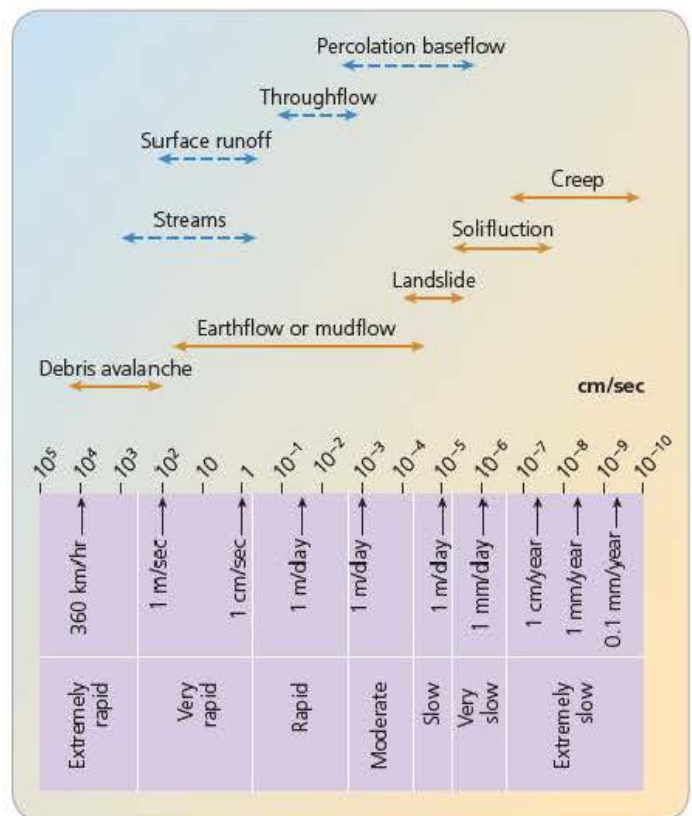 Percolation baseflow
Throughflow
Surface runoff
Creep
Streams
Solifluction
Landslide
Earthflow or mudflow
Debris avalanche
cm/sec
10⁵ 10⁴ 10³ 10² 10 1 10⁻¹ 10⁻² 10⁻³ 10⁻⁴ 10⁻⁵ 10⁻⁶ 10⁻⁷ 10⁻⁸ 10⁻⁹ 10⁻¹⁰
360 km/hr
1 m/sec
1 cm/sec
1 m/day
1 m/day
1 m/day
1 mm/day
1 cm/year
1 mm/year
0.1 mm/year
Extremely
rapid
Very
rapid
Rapid
Moderate
Slow
Very
slow
Extremely
slow